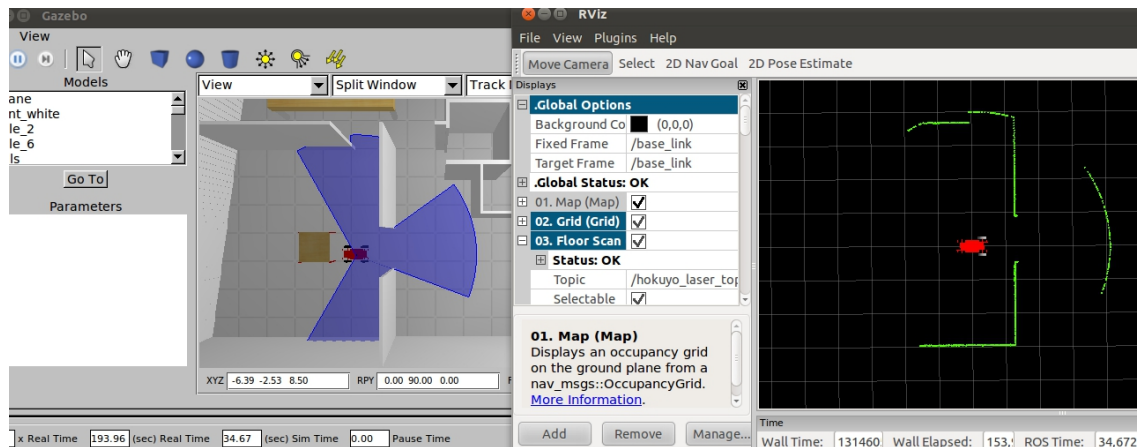 Gazebo
View
Models
ane
nt_white
le_2
le_6
ls
Go To
Parameters
View
Split Window
Track
XYZ -6.39 -2.53 8.50 RPY 0.00 90.00 0.00
x Real Time 193.96 (sec) Real Time 34.67 (sec) Sim Time 0.00 Pause Time
RViz
File View Plugins Help
Move Camera Select 2D Nav Goal 2D Pose Estimate
Displays
.Global Options
Background Co (0,0,0)
Fixed Frame /base_link
Target Frame /base_link
.Global Status: OK
01. Map (Map)
02. Grid (Grid)
03. Floor Scan
Status: OK
Topic /hokuyo_laser_top
Selectable
01. Map (Map)
Displays an occupancy grid
on the ground plane from a
nav_msgs::OccupancyGrid.
More Information.
Add Remove Manage...
Time
Wall Time: 131460 Wall Elapsed: 153. ROS Time: 34.672